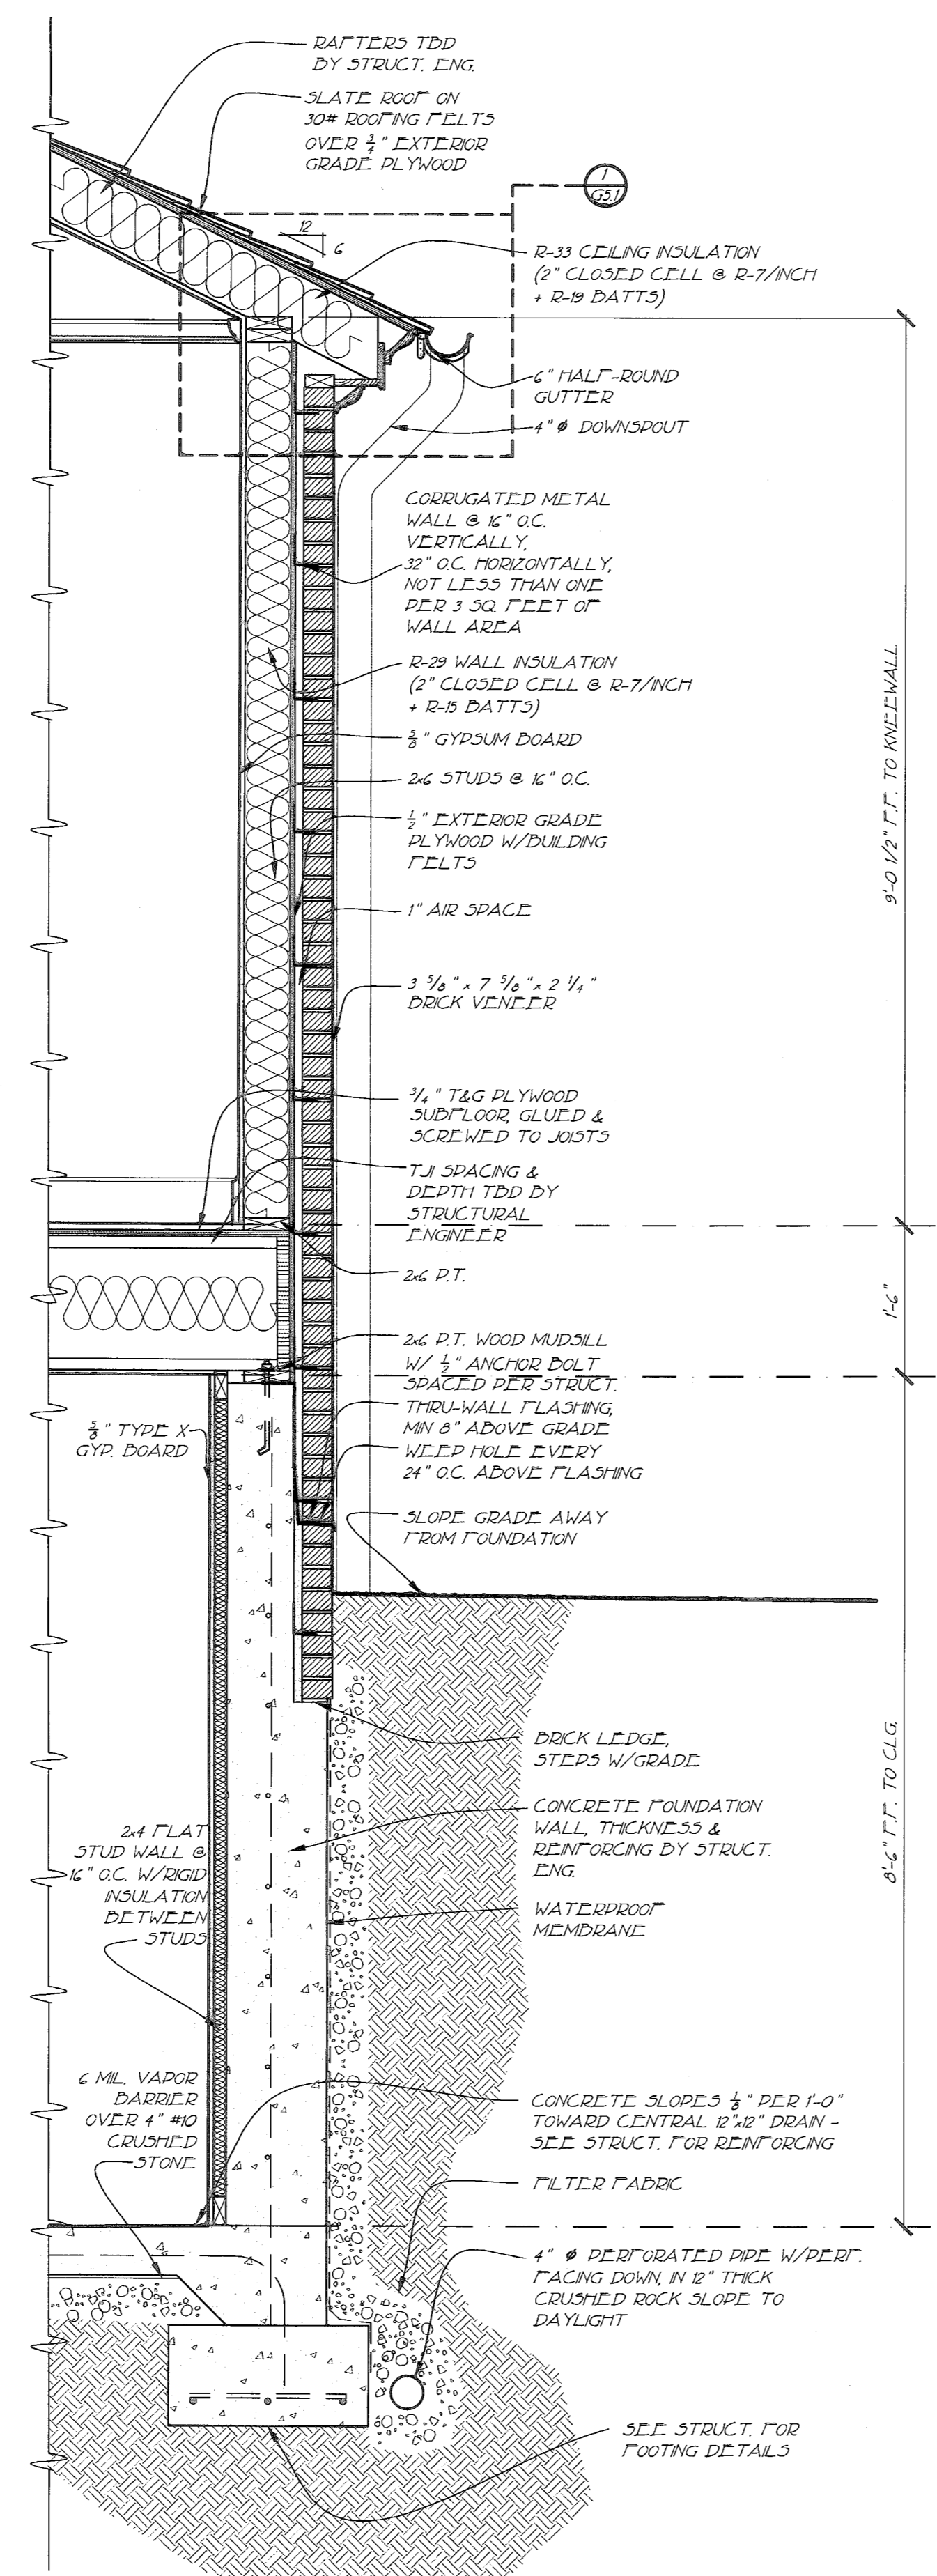 RAFTERS TBD
BY STRUCT. ENG.
SLATE ROOF ON
30# ROOFING FELTS
OVER 3/4" EXTERIOR
GRADE PLYWOOD
1
G5.1
12
6
R-33 CEILING INSULATION
(2" CLOSED CELL @ R-7/INCH
+ R-19 BATTS)
6" HALF-ROUND
GUTTER
4" Ø DOWNSPOUT
CORRUGATED METAL
WALL @ 16" O.C.
VERTICALLY,
32" O.C. HORIZONTALLY,
NOT LESS THAN ONE
PER 3 SQ. FEET OF
WALL AREA
R-29 WALL INSULATION
(2" CLOSED CELL @ R-7/INCH
+ R-15 BATTS)
5/8" GYPSUM BOARD
2x6 STUDS @ 16" O.C.
1/2" EXTERIOR GRADE
PLYWOOD W/BUILDING
FELTS
1" AIR SPACE
3 5/8" x 7 5/8" x 2 1/4"
BRICK VENEER
9'-0 1/2" F.F. TO KNEEWALL
3/4" T&G PLYWOOD
SUBFLOOR, GLUED &
SCREWED TO JOISTS
TJI SPACING &
DEPTH TBD BY
STRUCTURAL
ENGINEER
2x6 P.T.
1'-6"
2x6 P.T. WOOD MUDSILL
W/ 1/2" ANCHOR BOLT
SPACED PER STRUCT.
THRU-WALL FLASHING,
MIN 8" ABOVE GRADE
WEEP HOLE EVERY
24" O.C. ABOVE FLASHING
5/8" TYPE X
GYP. BOARD
SLOPE GRADE AWAY
FROM FOUNDATION
BRICK LEDGE,
STEPS W/GRADE
CONCRETE FOUNDATION
WALL, THICKNESS &
REINFORCING BY STRUCT.
ENG.
8'-6" F.F. TO CLG.
2x4 FLAT
STUD WALL @
16" O.C. W/RIGID
INSULATION
BETWEEN
STUDS
WATERPROOF
MEMBRANE
6 MIL. VAPOR
BARRIER
OVER 4" #10
CRUSHED
STONE
CONCRETE SLOPES 1/8" PER 1'-0"
TOWARD CENTRAL 12"x12" DRAIN -
SEE STRUCT. FOR REINFORCING
FILTER FABRIC
4" Ø PERFORATED PIPE W/PERF.
FACING DOWN, IN 12" THICK
CRUSHED ROCK SLOPE TO
DAYLIGHT
SEE STRUCT. FOR
FOOTING DETAILS